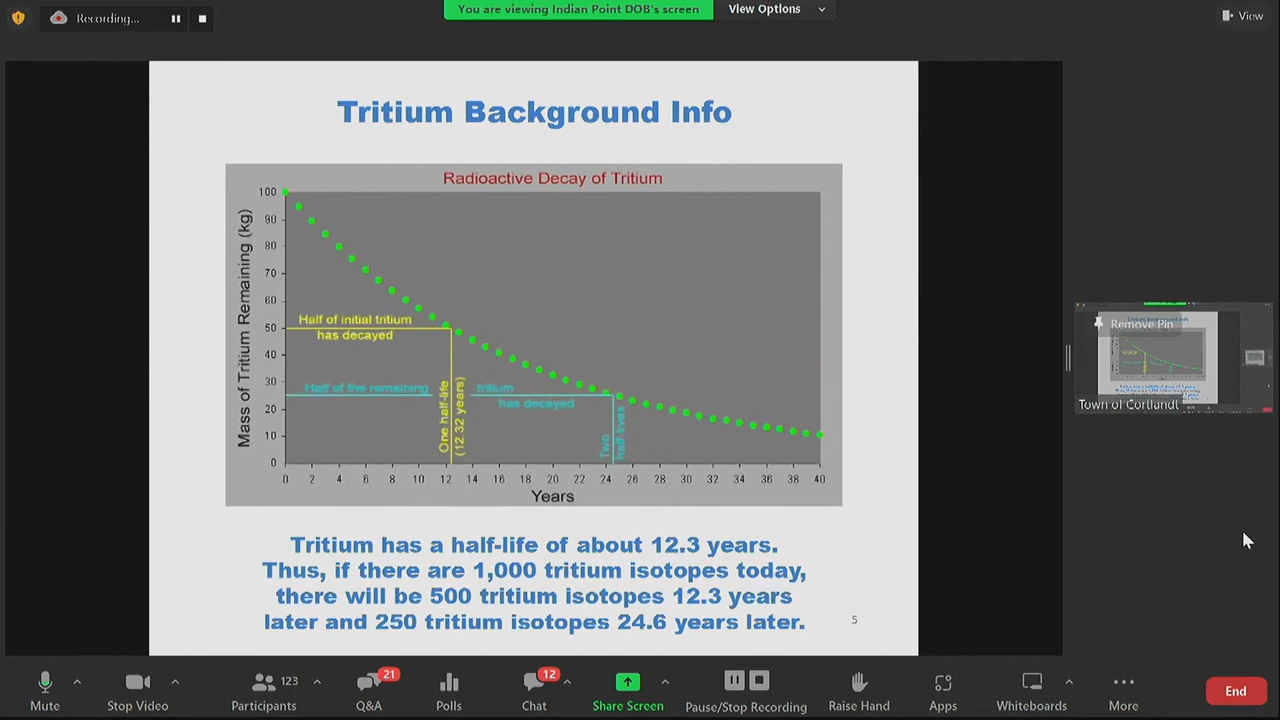 Recording...
You are viewing Indian Point DOB's screen
View Options
View
Tritium Background Info
Radioactive Decay of Tritium
Mass of Tritium Remaining (kg)
100
90
80
70
60
50
40
30
20
10
0
Half of initial tritium
has decayed
Half of the remaining tritium
has decayed
One half-life
(12.32 years)
Two
half-lives
0 2 4 6 8 10 12 14 16 18 20 22 24 26 28 30 32 34 36 38 40
Years
Tritium has a half-life of about 12.3 years.
Thus, if there are 1,000 tritium isotopes today,
there will be 500 tritium isotopes 12.3 years
later and 250 tritium isotopes 24.6 years later.
5
Remove Pin
Town of Cortlandt
Mute
Stop Video
Participants 123
Q&A 21
Polls
Chat 12
Share Screen
Pause/Stop Recording
Raise Hand
Apps
Whiteboards
More
End